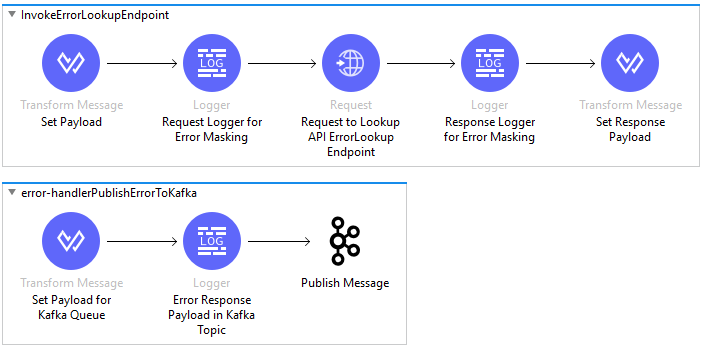 InvokeErrorLookupEndpoint
LOG
LOG
Transform Message
Logger
Request
Logger
Transform Message
Set Payload
Request Logger for
Request to Lookup
Response Logger
Set Response
Error Masking
API ErrorLookup
for Error Masking
Payload
Endpoint
error-handlerPublishErrorToKafka
LOG
Transform Message
Logger
Set Payload for
Error Response
Publish Message
Kafka Queue
Payload in Kafka
Topic